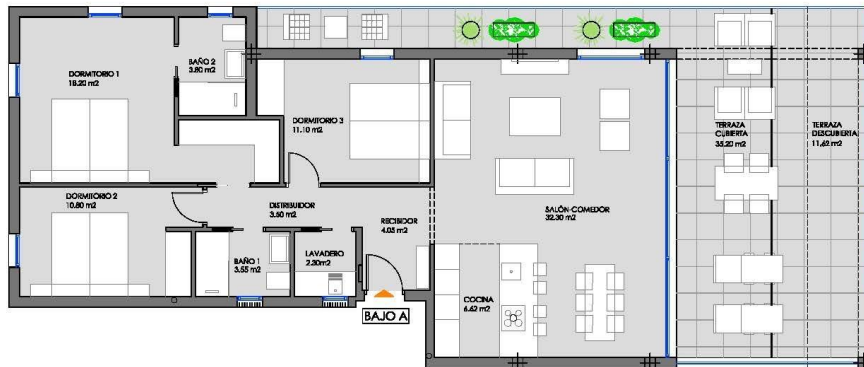 DORMITORIO 1
18.20 m2
BAÑO 2
3.80 m2
DORMITORIO 3
11.10 m2
TERRAZA
CUBIERTA
35.20 m2
TERRAZA
DESCUBIERTA
11.62 m2
DORMITORIO 2
10.80 m2
DISTRIBUIDOR
3.50 m2
RECIBIDOR
4.05 m2
SALÓN-COMEDOR
32.30 m2
BAÑO 1
3.55 m2
LAVADERO
2.30m2
COCINA
6.62 m2
BAJO A